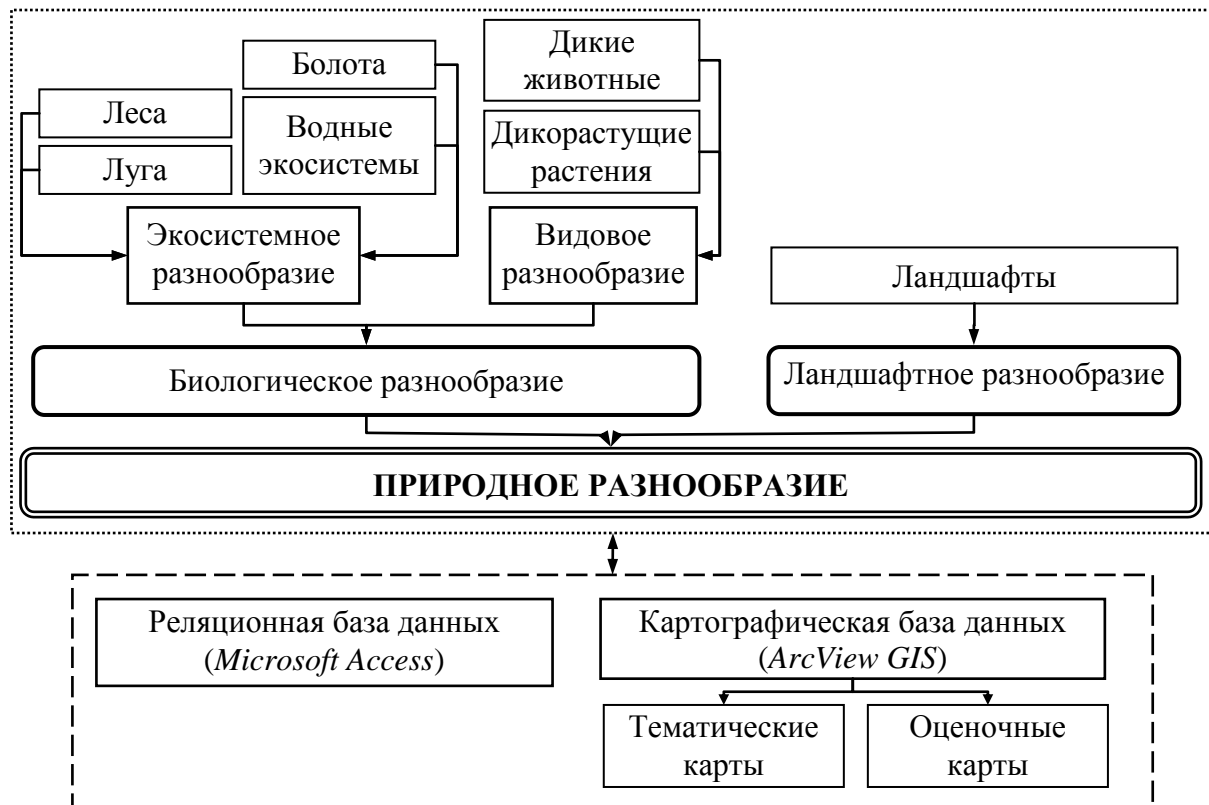 Леса
Луга
Болота
Водные
экосистемы
Дикие
животные
Дикорастущие
растения
Экосистемное
разнообразие
Видовое
разнообразие
Ландшафты
Биологическое разнообразие
Ландшафтное разнообразие
ПРИРОДНОЕ РАЗНООБРАЗИЕ
Реляционная база данных
(Microsoft Access)
Картографическая база данных
(ArcView GIS)
Тематические
карты
Оценочные
карты